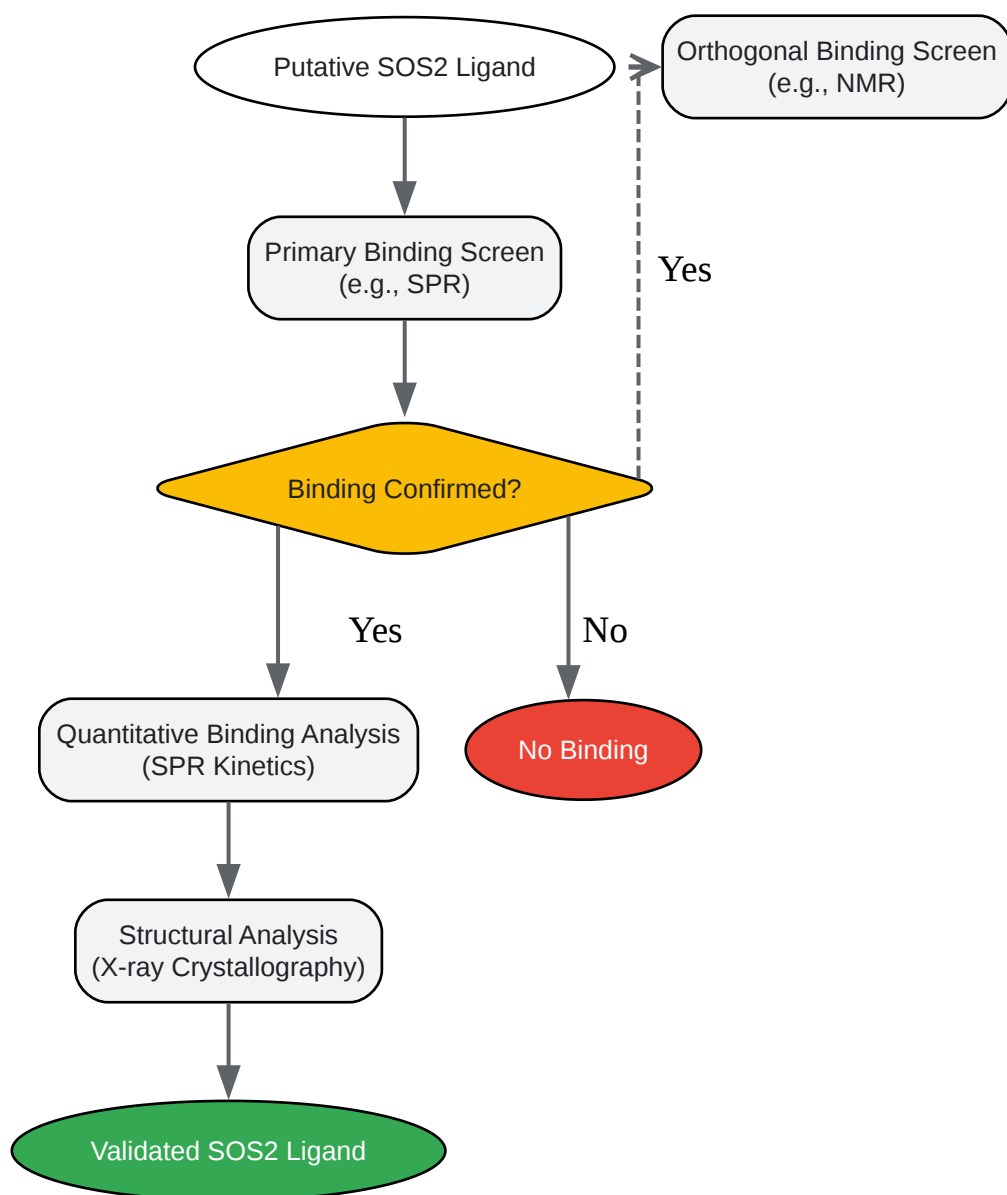 Putative SOS2 Ligand
Orthogonal Binding Screen
(e.g., NMR)
Primary Binding Screen
(e.g., SPR)
Yes
Binding Confirmed?
Yes
No
Quantitative Binding Analysis
(SPR Kinetics)
No Binding
Structural Analysis
(X-ray Crystallography)
Validated SOS2 Ligand